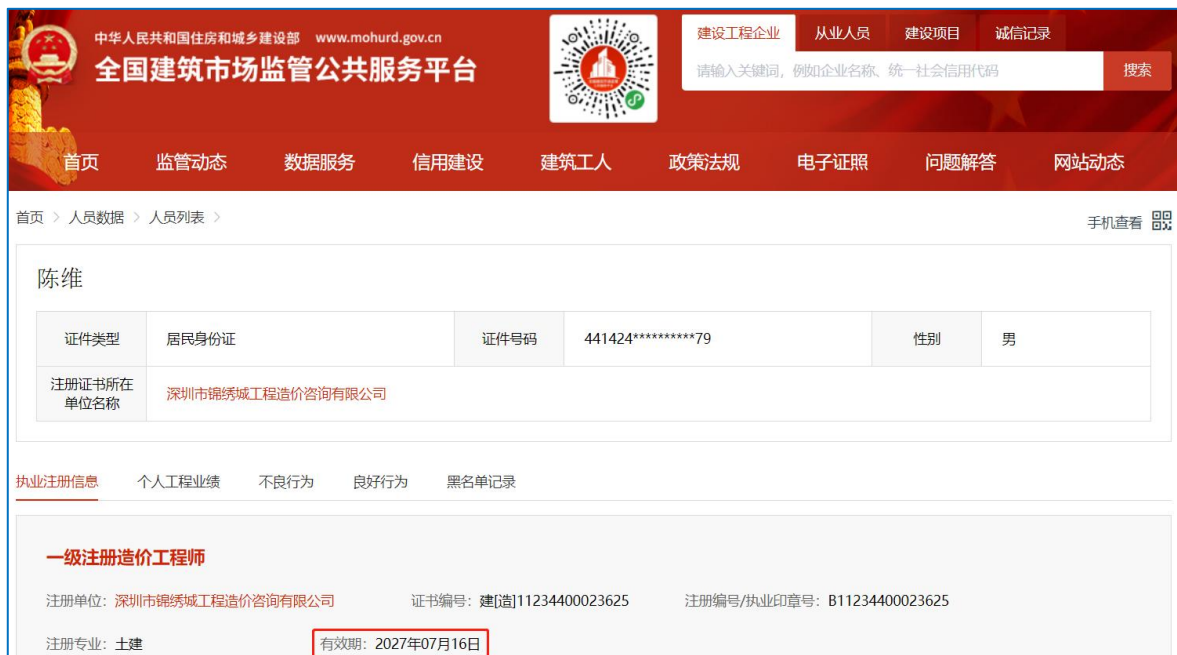 中华人民共和国住房和城乡建设部 www.mohurd.gov.cn
全国建筑市场监管公共服务平台
建设工程企业 从业人员 建设项目 诚信记录
请输入关键词，例如企业名称、统一社会信用代码 搜索
首页 监管动态 数据服务 信用建设 建筑工人 政策法规 电子证照 问题解答 网站动态
首页 > 人员数据 > 人员列表 >
手机查看
陈维
证件类型 居民身份证 证件号码 441424**********79 性别 男
注册证书所在
单位名称
深圳市锦绣城工程造价咨询有限公司
执业注册信息 个人工程业绩 不良行为 良好行为 黑名单记录
一级注册造价工程师
注册单位：深圳市锦绣城工程造价咨询有限公司 证书编号：建[造]11234400023625 注册编号/执业印章号：B11234400023625
注册专业：土建 有效期：2027年07月16日